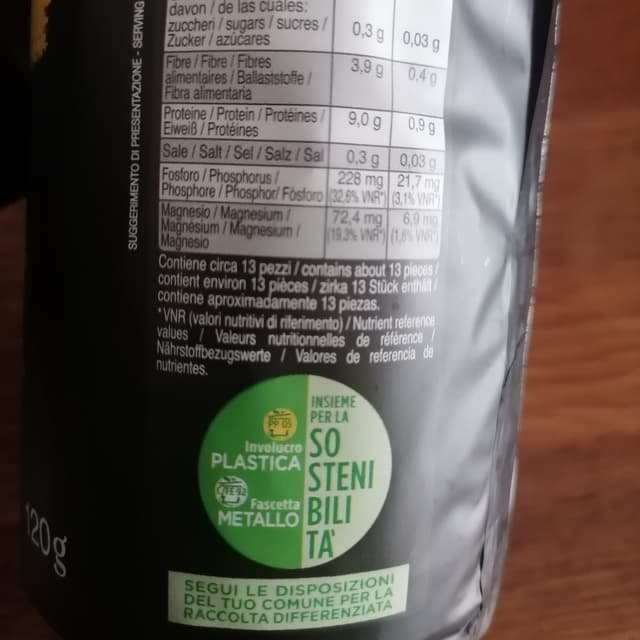 davon / de las cuales:
zuccheri / sugars / sucres /
Zucker / azúcares
0,3 g 0,03 g
Fibre / Fibre / Fibres
alimentaires / Ballaststoffe /
Fibra alimentaria
3,9 g 0,4 g
Proteine / Protein / Protéines /
Eiweiß / Protéines
9,0 g 0,9 g
Sale / Salt / Sel / Salz / Sal 0,3 g 0,03 g
Fosforo / Phosphorus /
Phosphore / Phosphor/ Fósforo
228 mg 21,7 mg
(32,6% VNR*) (3,1% VNR*)
Magnesio / Magnesium /
Magnésium / Magnesium /
Magnesio
72,4 mg 6,9 mg
(19,3% VNR*) (1,8% VNR*)
Contiene circa 13 pezzi / contains about 13 pieces /
contient environ 13 pièces / zirka 13 Stück enthält /
contiene aproximadamente 13 piezas.
*VNR (valori nutritivi di riferimento) / Nutrient reference
values / Valeurs nutritionnelles de référence /
Nährstoffbezugswerte / Valores de referencia de
nutrientes.
SUGGERIMENTO DI PRESENTAZIONE - SERVING
PP 05
Involucro
PLASTICA
Fascetta
METALLO
INSIEME
PER LA
SO
STENI
BILI
TÀ
120g
SEGUI LE DISPOSIZIONI
DEL TUO COMUNE PER LA
RACCOLTA DIFFERENZIATA